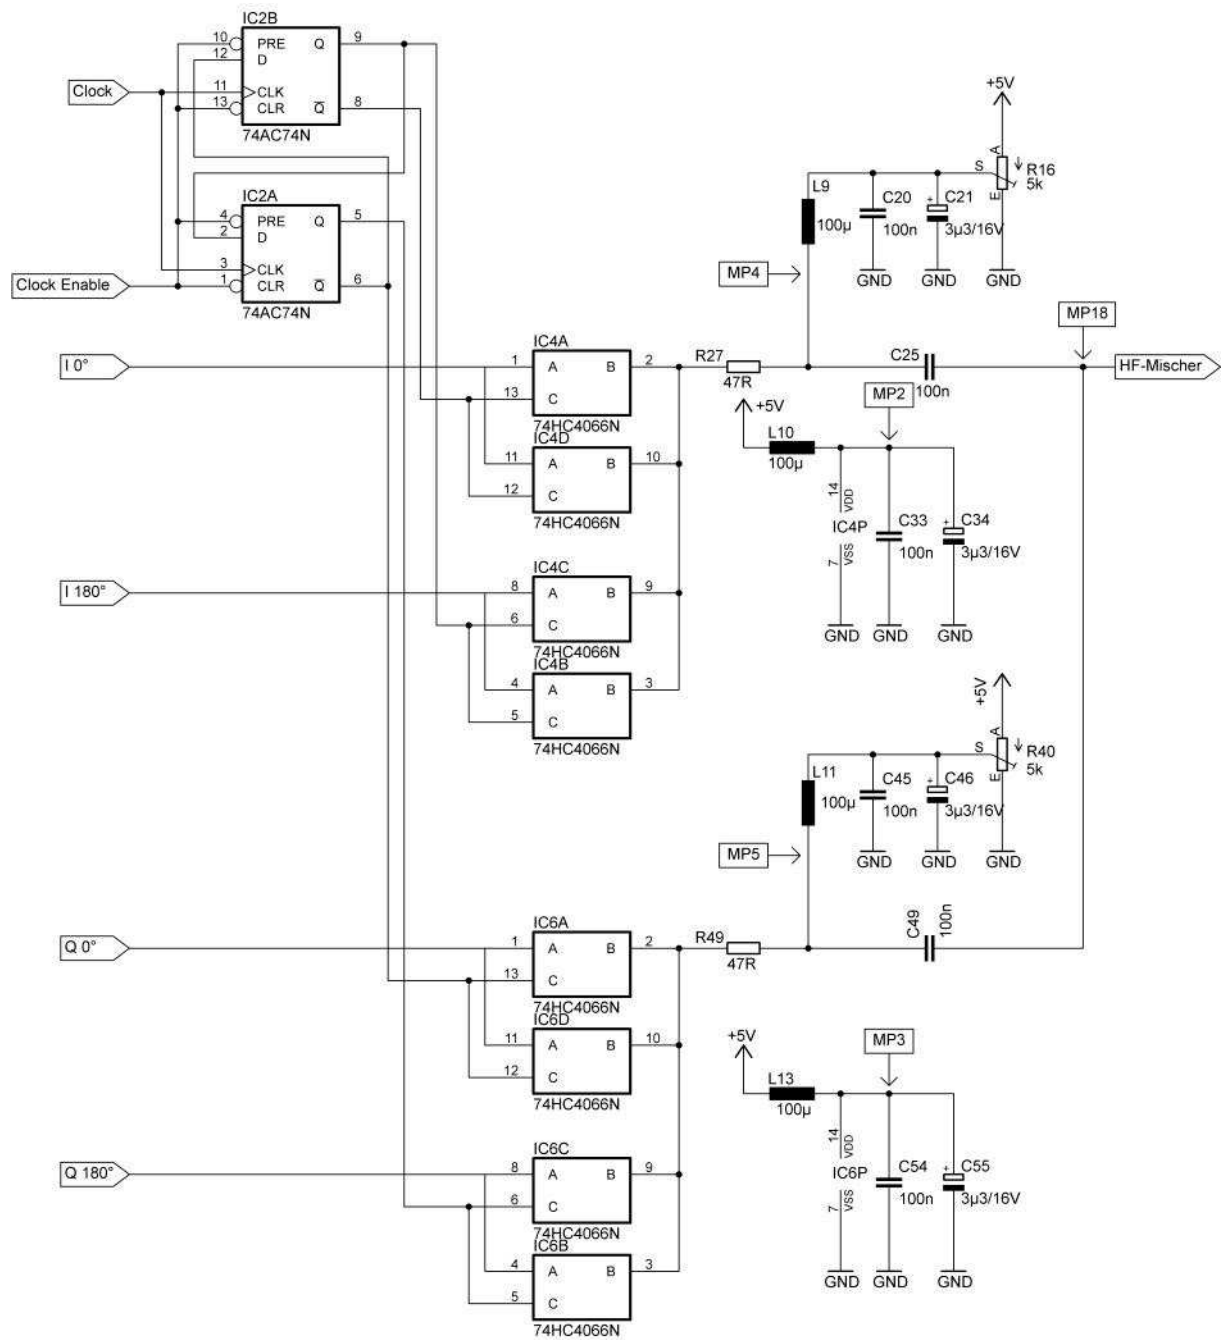 IC2B
10 PRE Q 9
12 D
Clock
11 CLK
13 CLR Q 8
74AC74N
IC2A
4 PRE Q 5
2 D
3 CLK
Clock Enable
1 CLR Q 6
74AC74N
+5V
A
S
E
R16
5k
L9
100µ
C20
100n
C21
+
3µ3/16V
GND
GND
GND
MP4
MP18
HF-Mischer
I 0°
IC4A
1 A B 2
13 C
74HC4066N
IC4D
11 A B 10
12 C
74HC4066N
R27
47R
C25
100n
MP2
+5V
L10
100µ
14
VDD
IC4P
7
VSS
C33
100n
C34
+
3µ3/16V
GND
GND
GND
I 180°
IC4C
8 A B 9
6 C
74HC4066N
IC4B
4 A B 3
5 C
74HC4066N
+5V
A
S
E
R40
5k
L11
100µ
C45
100n
C46
+
3µ3/16V
GND
GND
GND
MP5
Q 0°
IC6A
1 A B 2
13 C
74HC4066N
IC6D
11 A B 10
12 C
74HC4066N
R49
47R
C49
100n
MP3
+5V
L13
100µ
14
VDD
IC6P
7
VSS
C54
100n
C55
+
3µ3/16V
GND
GND
GND
Q 180°
IC6C
8 A B 9
6 C
74HC4066N
IC6B
4 A B 3
5 C
74HC4066N